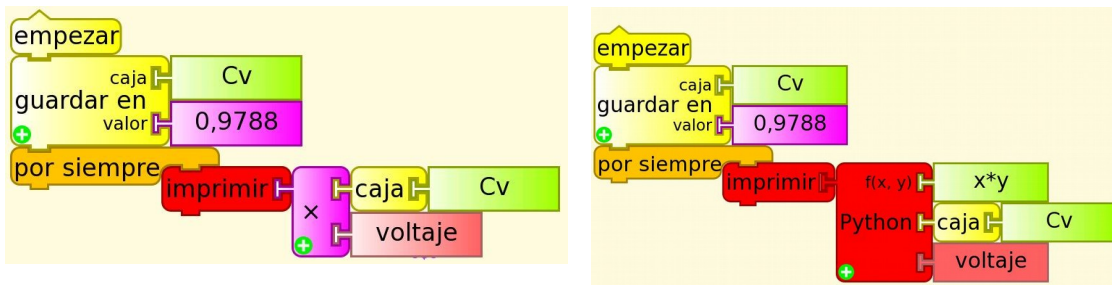 empezar
caja Cv
guardar en
valor 0,9788
por siempre
imprimir × caja Cv
voltaje
empezar
caja Cv
guardar en
valor 0,9788
por siempre
imprimir f(x, y) x*y
Python caja Cv
voltaje